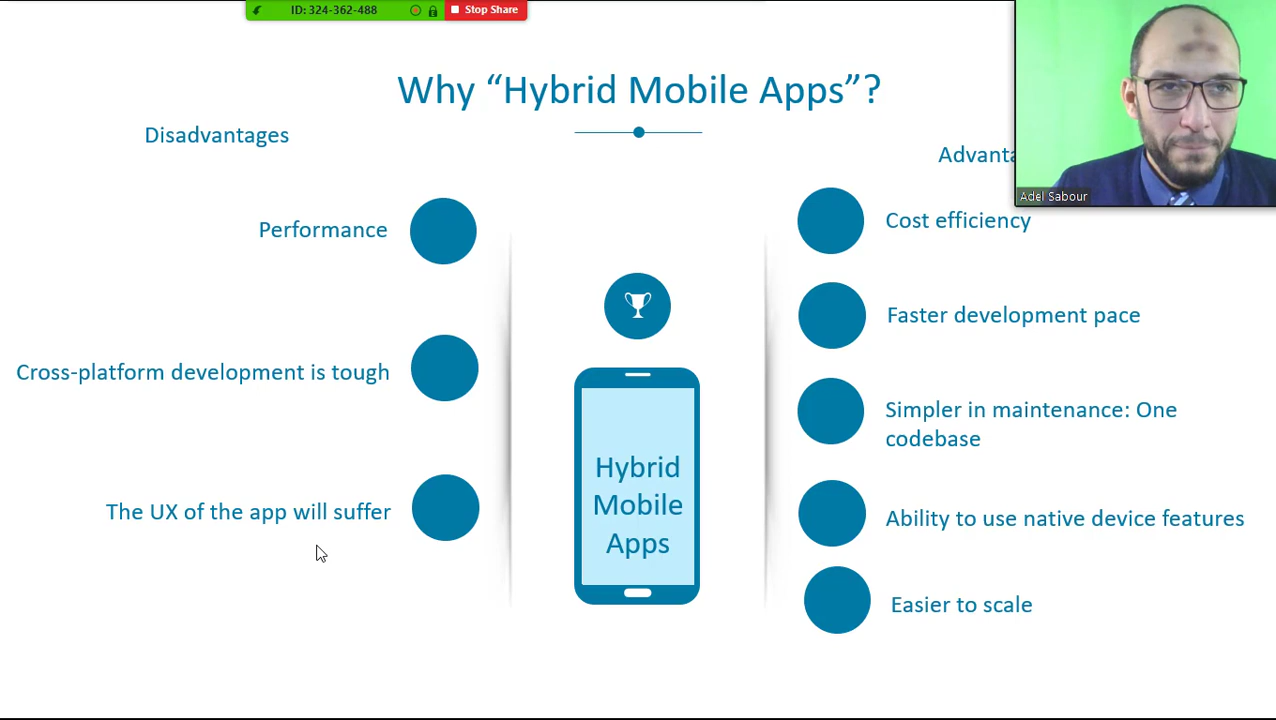 ID: 324-362-488
Stop Share
Why “Hybrid Mobile Apps”?
Disadvantages
Performance
Cross-platform development is tough
The UX of the app will suffer
Hybrid
Mobile
Apps
Adel Sabour
Cost efficiency
Faster development pace
Simpler in maintenance: One
codebase
Ability to use native device features
Easier to scale